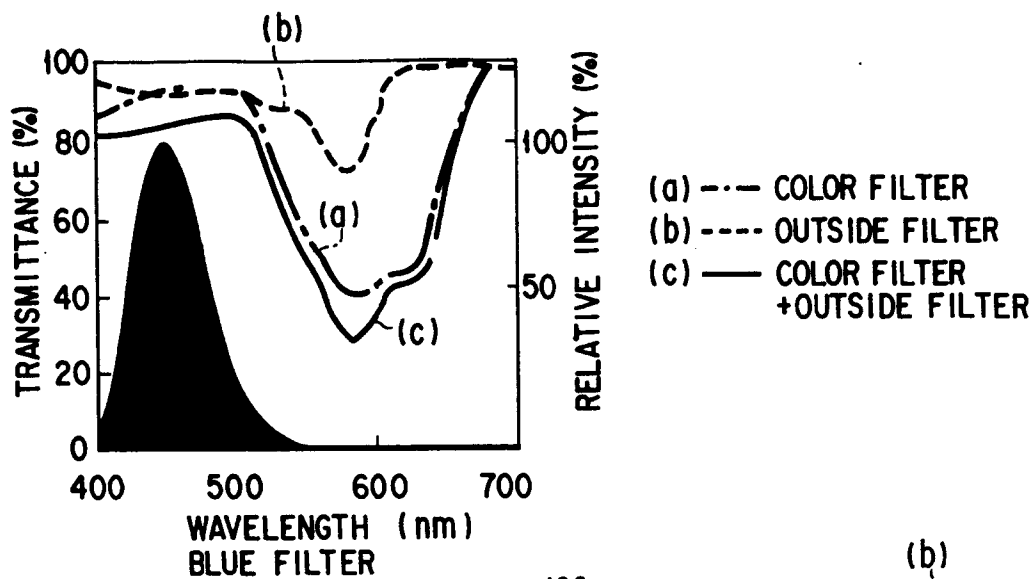 (b)
100
80
60
40
20
0
TRANSMITTANCE (%)
100
50
RELATIVE INTENSITY (%)
(a)
(c)
400 500 600 700
WAVELENGTH (nm)
BLUE FILTER
(a) COLOR FILTER
(b) OUTSIDE FILTER
(c) COLOR FILTER
+OUTSIDE FILTER
(b)